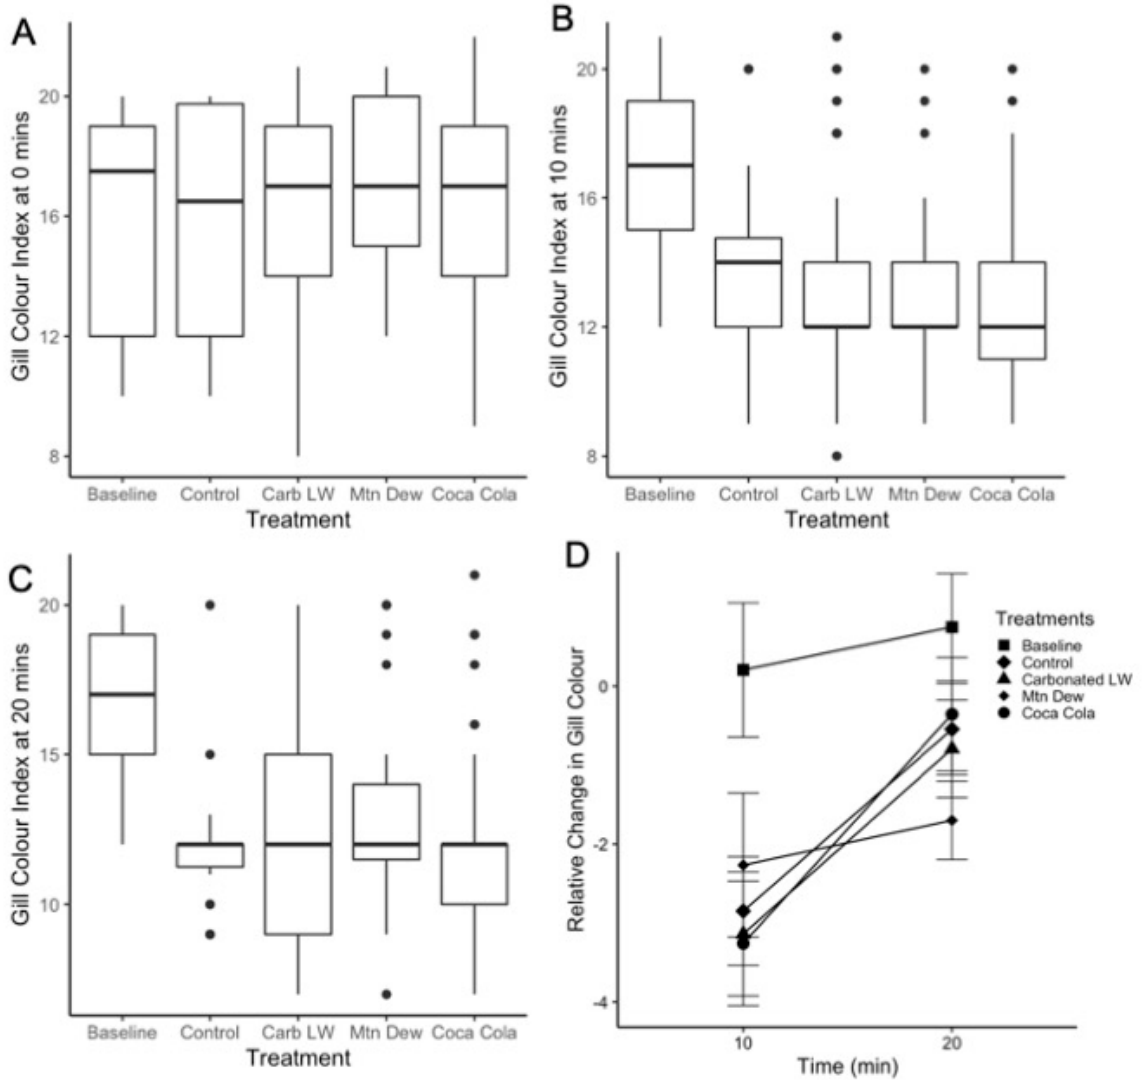 A
Gill Colour Index at 0 mins
20
16
12
8
Baseline Control Carb LW Mtn Dew Coca Cola
Treatment
B
Gill Colour Index at 10 mins
20
16
12
8
Baseline Control Carb LW Mtn Dew Coca Cola
Treatment
C
Gill Colour Index at 20 mins
20
15
10
Baseline Control Carb LW Mtn Dew Coca Cola
Treatment
D
Relative Change in Gill Colour
0
-2
-4
10 20
Time (min)
Treatments
Baseline
Control
Carbonated LW
Mtn Dew
Coca Cola